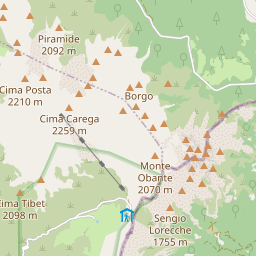 Piramide
2092 m
Cima Posta
2210 m
Borgo
Cima Carega
2259 m
Monte
Obante
2070 m
Cima Tibet
2098 m
Sengio
Lorecche
1755 m